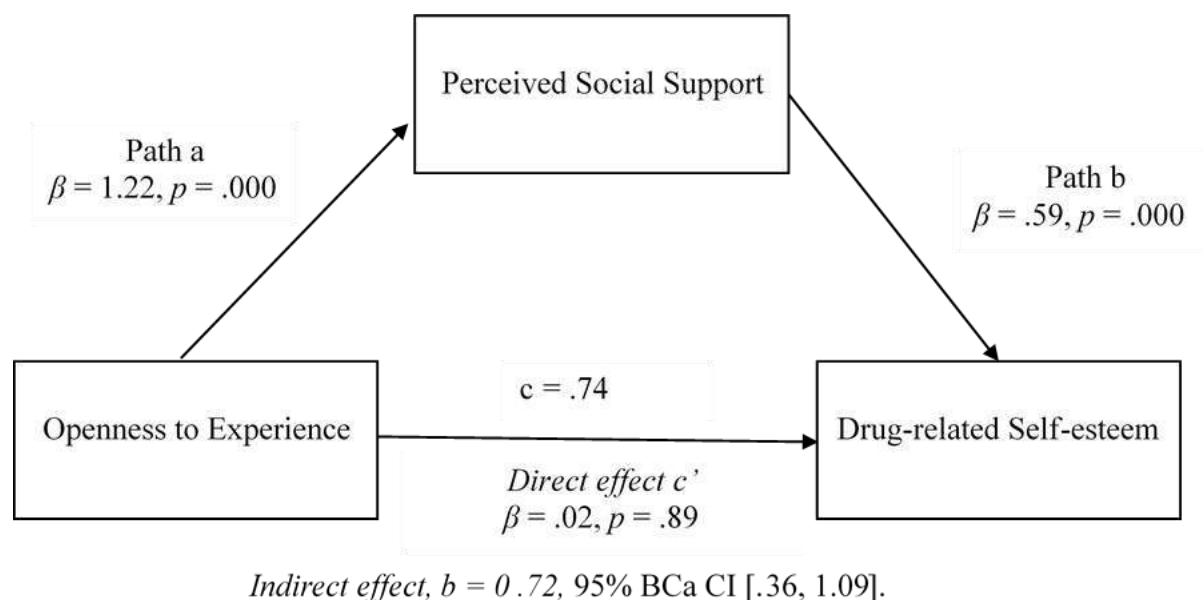 Perceived Social Support
Path a
β = 1.22, p = .000
Path b
β = .59, p = .000
c = .74
Openness to Experience
Drug-related Self-esteem
Direct effect c’
β = .02, p = .89
Indirect effect, b = 0 .72, 95% BCa CI [.36, 1.09].